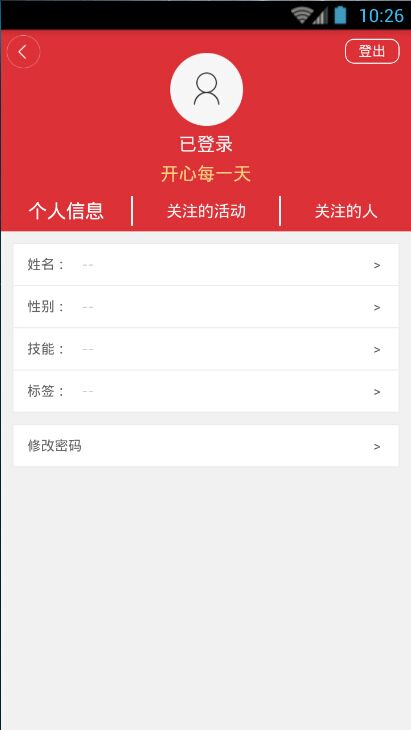 10:26
登出
已登录
开心每一天
个人信息 关注的活动 关注的人
姓名： -- >
性别： -- >
技能： -- >
标签： -- >
修改密码 >